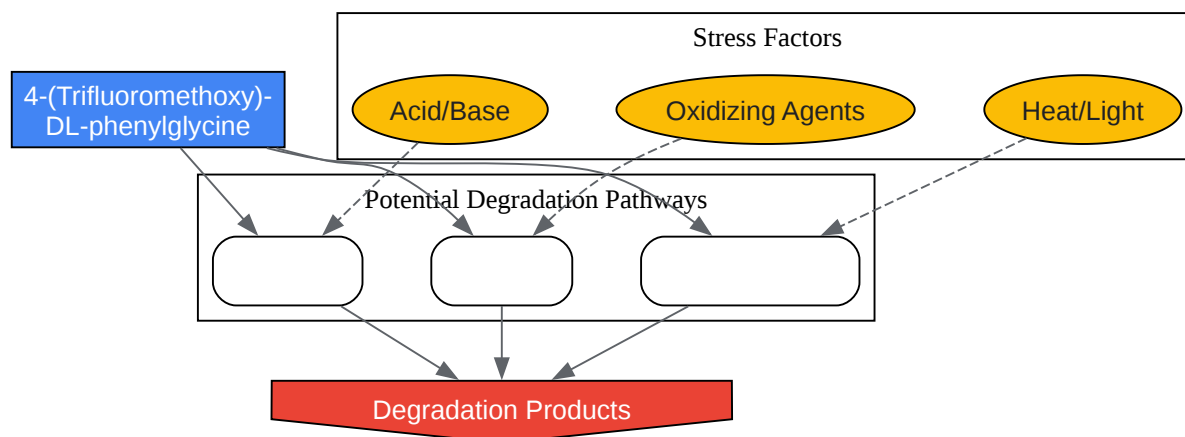 Stress Factors
4-(Trifluoromethoxy)-
DL-phenylglycine
Acid/Base
Oxidizing Agents
Heat/Light
Potential Degradation Pathways
Degradation Products